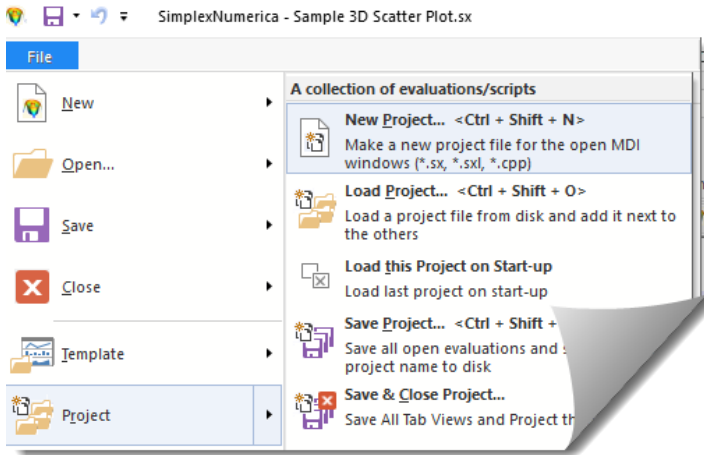 SimplexNumerica - Sample 3D Scatter Plot.sx
File
New
Open...
Save
Close
Template
Project
A collection of evaluations/scripts
New Project... <Ctrl + Shift + N>
Make a new project file for the open MDI
windows (*.sx, *.sxl, *.cpp)
Load Project... <Ctrl + Shift + O>
Load a project file from disk and add it next to
the others
Load this Project on Start-up
Load last project on start-up
Save Project... <Ctrl + Shift +
Save all open evaluations and
project name to disk
Save & Close Project...
Save All Tab Views and Project